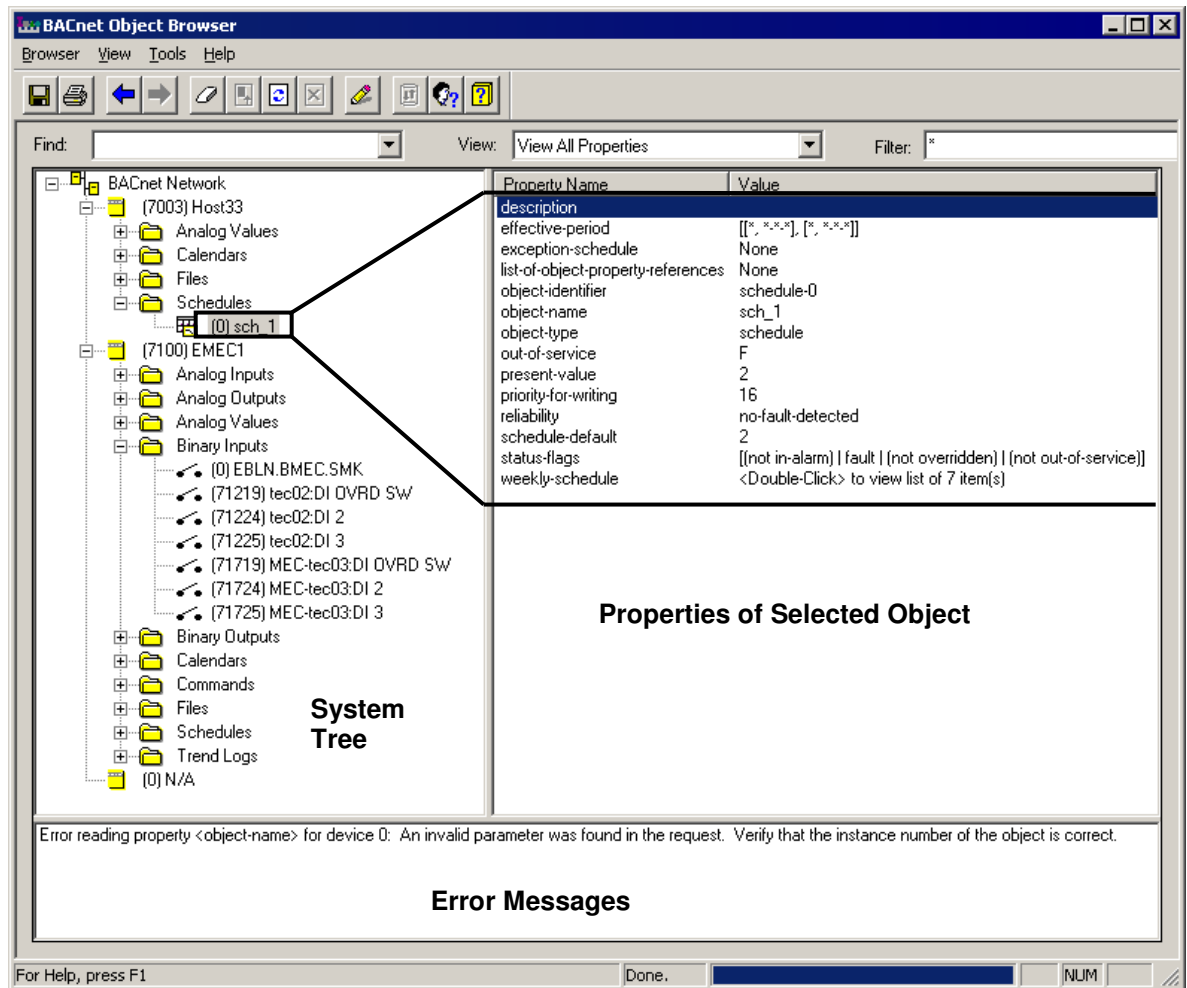 BACnet Object Browser
Browser View Tools Help
Find: View: View All Properties Filter: *
BACnet Network
(7003) Host33
Analog Values
Calendars
Files
Schedules
(0) sch_1
(7100) EMEC1
Analog Inputs
Analog Outputs
Analog Values
Binary Inputs
(0) EBLN.BMEC.SMK
(71219) tec02:DI OVRD SW
(71224) tec02:DI 2
(71225) tec02:DI 3
(71719) MEC-tec03:DI OVRD SW
(71724) MEC-tec03:DI 2
(71725) MEC-tec03:DI 3
Binary Outputs
Calendars
Commands
Files
Schedules
Trend Logs
(0) N/A
System
Tree
Property Name Value
description
effective-period [[*, *-*-*], [*, *-*-*]]
exception-schedule None
list-of-object-property-references None
object-identifier schedule-0
object-name sch_1
object-type schedule
out-of-service F
present-value 2
priority-for-writing 16
reliability no-fault-detected
schedule-default 2
status-flags [(not in-alarm) | fault | (not overridden) | (not out-of-service)]
weekly-schedule <Double-Click> to view list of 7 item(s)
Properties of Selected Object
Error reading property <object-name> for device 0: An invalid parameter was found in the request. Verify that the instance number of the object is correct.
Error Messages
For Help, press F1 Done. NUM